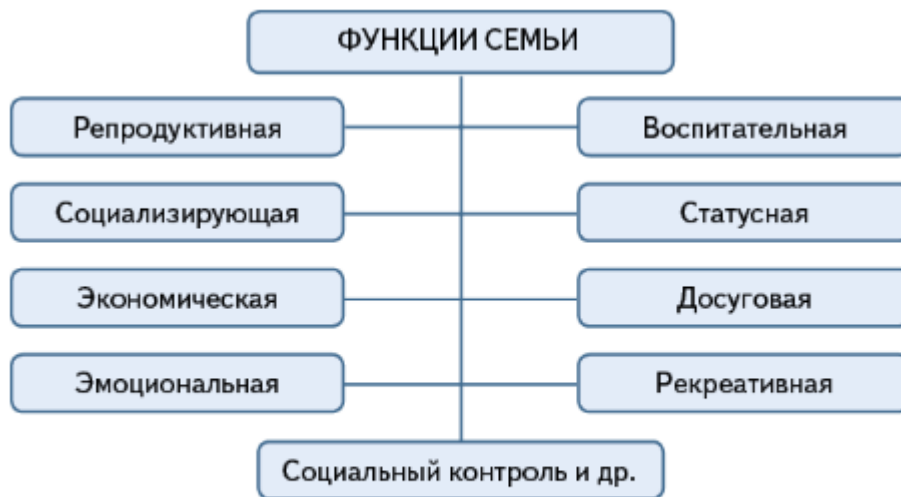 ФУНКЦИИ СЕМЬИ
Репродуктивная
Воспитательная
Социализирующая
Статусная
Экономическая
Досуговая
Эмоциональная
Рекреативная
Социальный контроль и др.